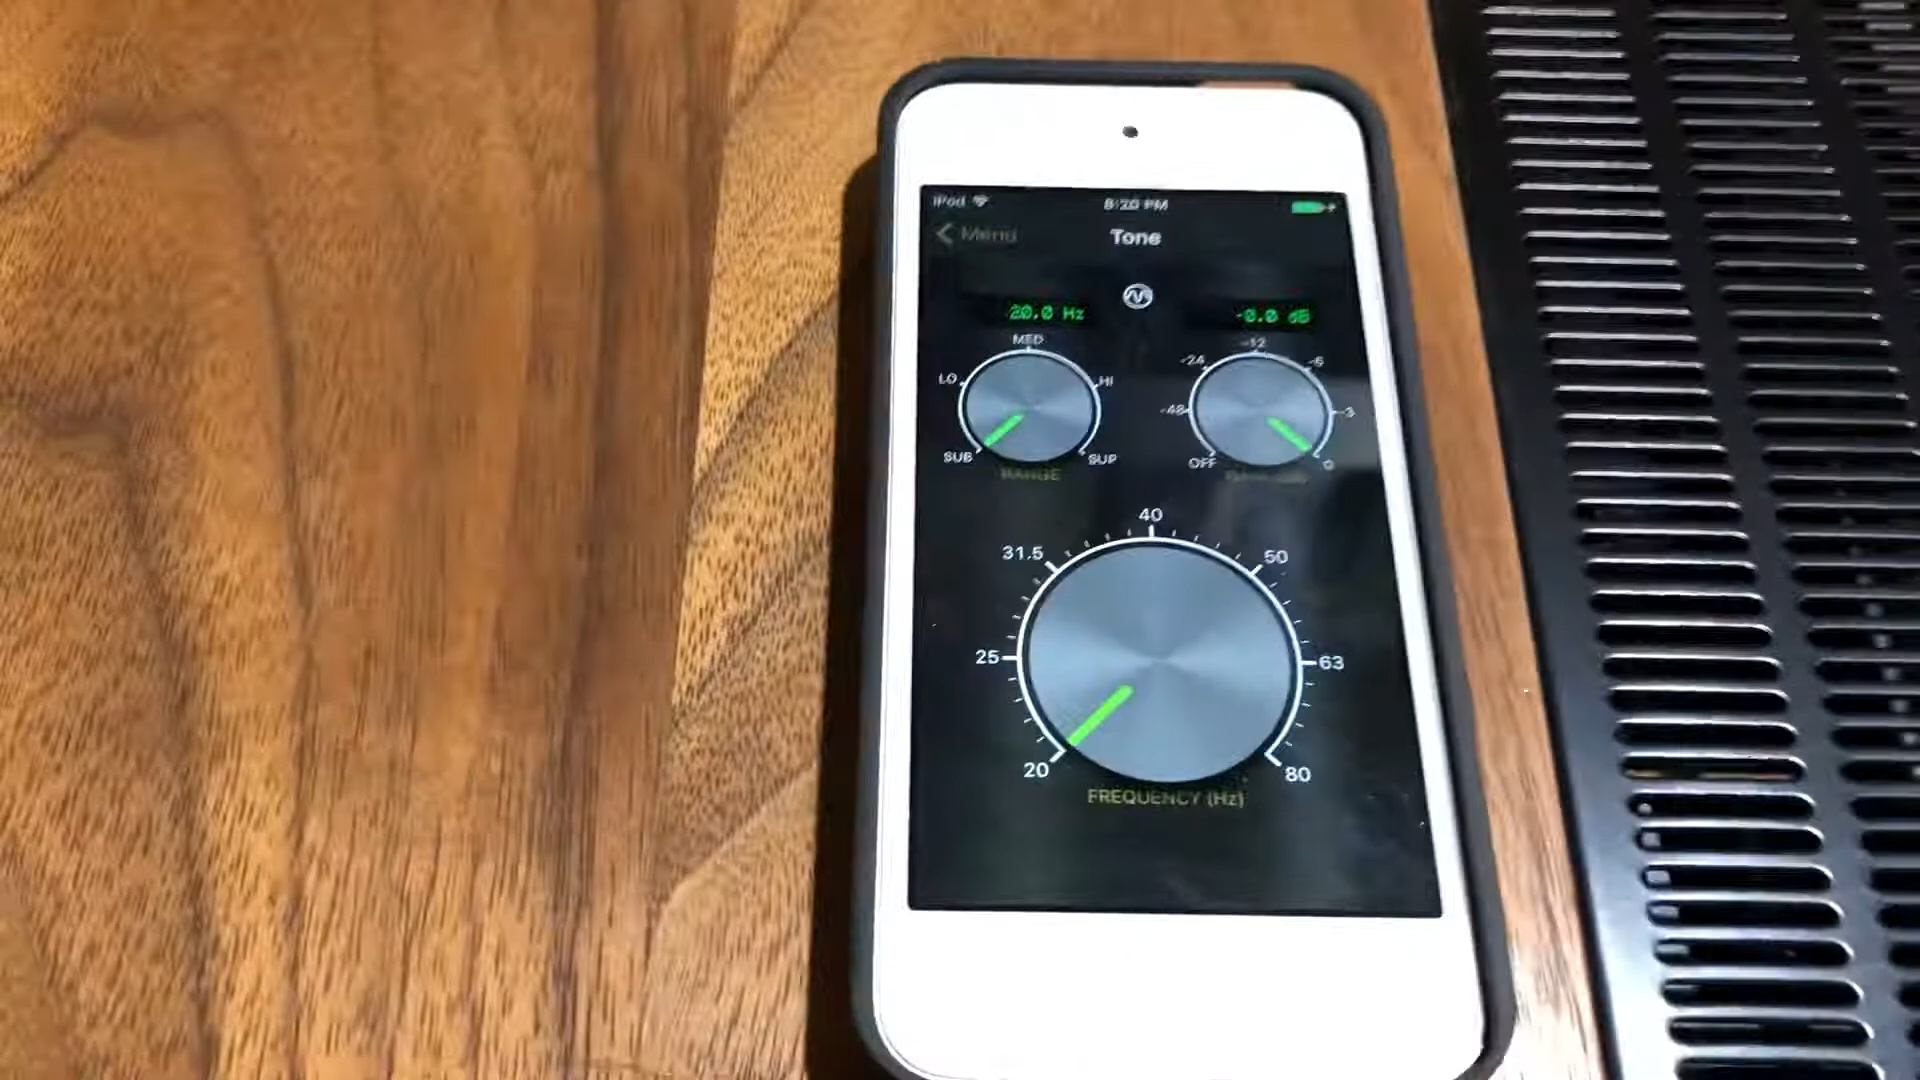 iPod 8:20 PM
Menu Tone
20.0 Hz -0.0 dB
MED -12
-24 -6
LO HI
-48 -3
SUB SUP OFF 0
RANGE
40
31.5 50
25 63
20 80
FREQUENCY (Hz)